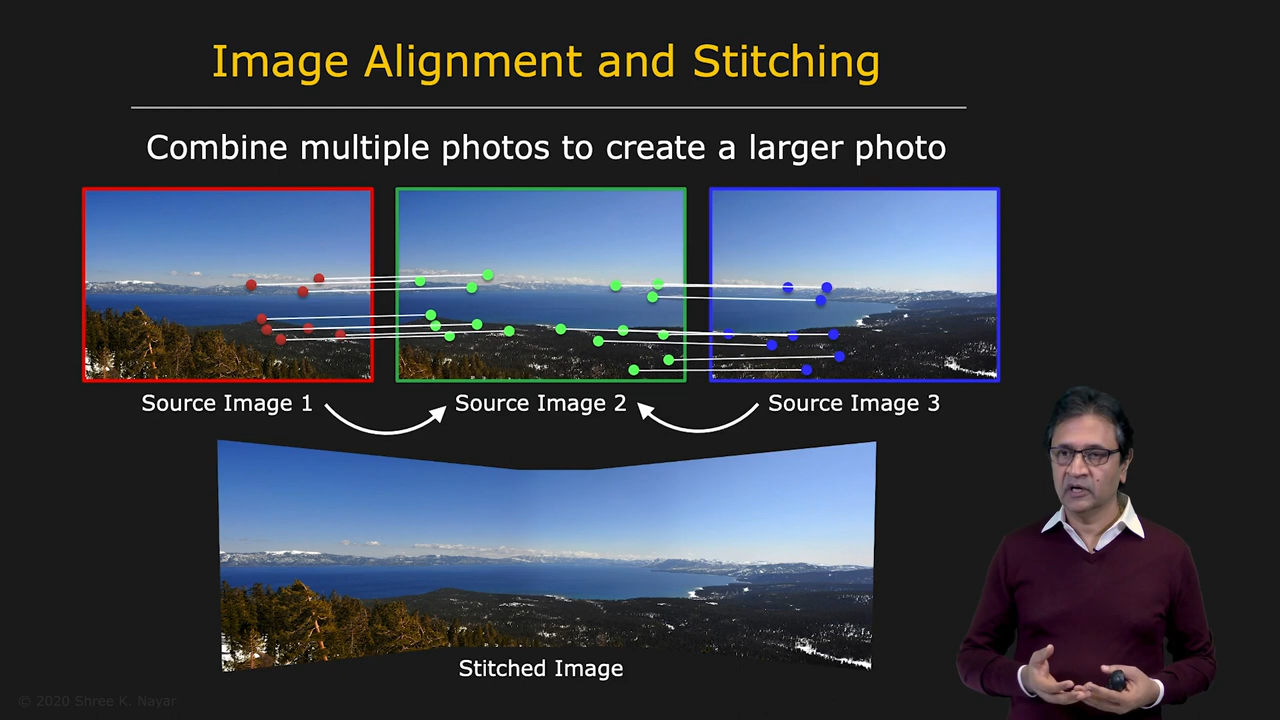 Image Alignment and Stitching
Combine multiple photos to create a larger photo
Source Image 1
Source Image 2
Source Image 3
Stitched Image
© 2020 Shree K. Nayar